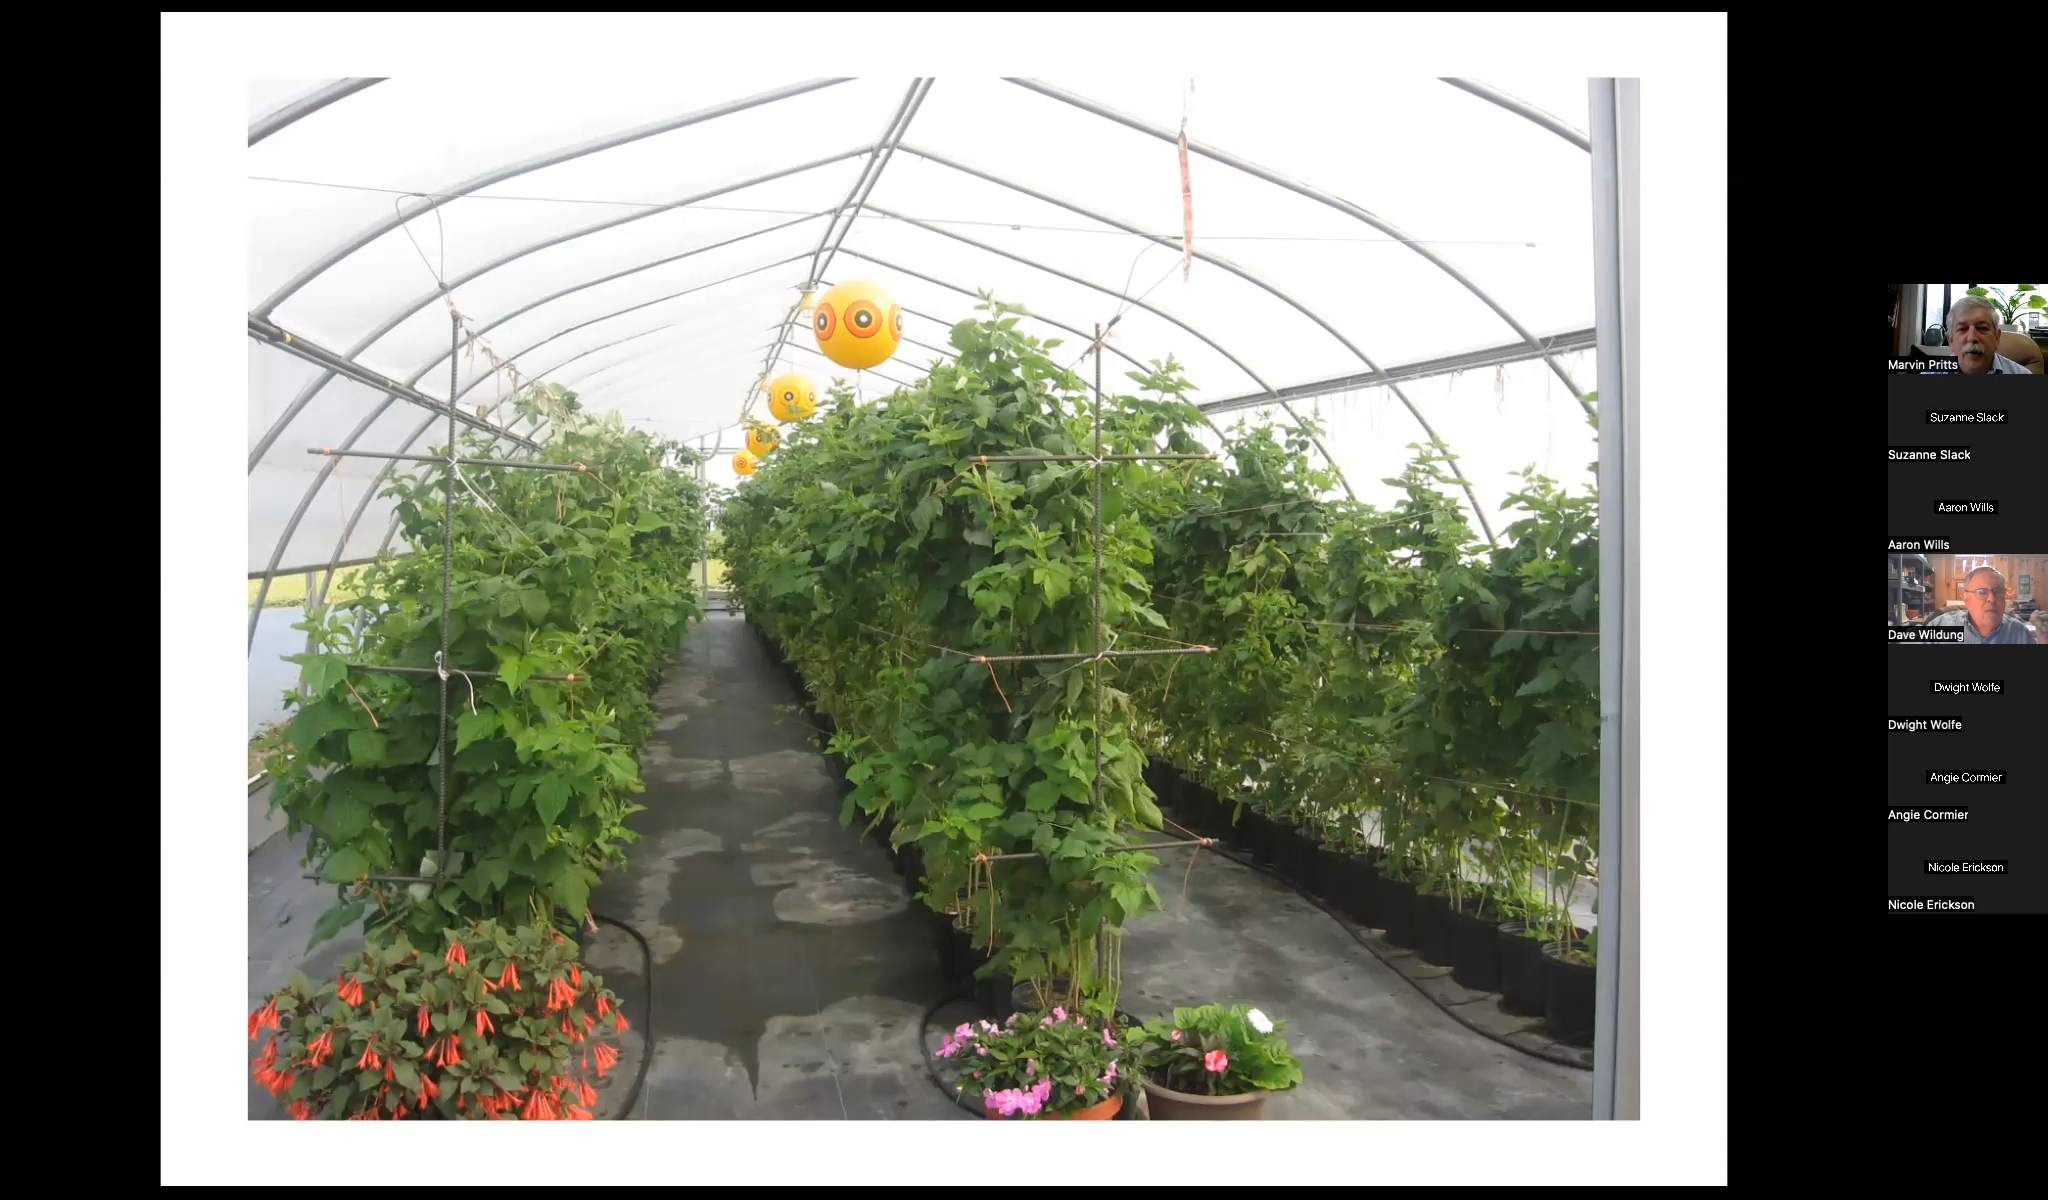 Marvin Pritts
Suzanne Slack
Suzanne Slack
Aaron Wills
Aaron Wills
Dave Wildung
Dwight Wolfe
Dwight Wolfe
Angie Cormier
Angie Cormier
Nicole Erickson
Nicole Erickson